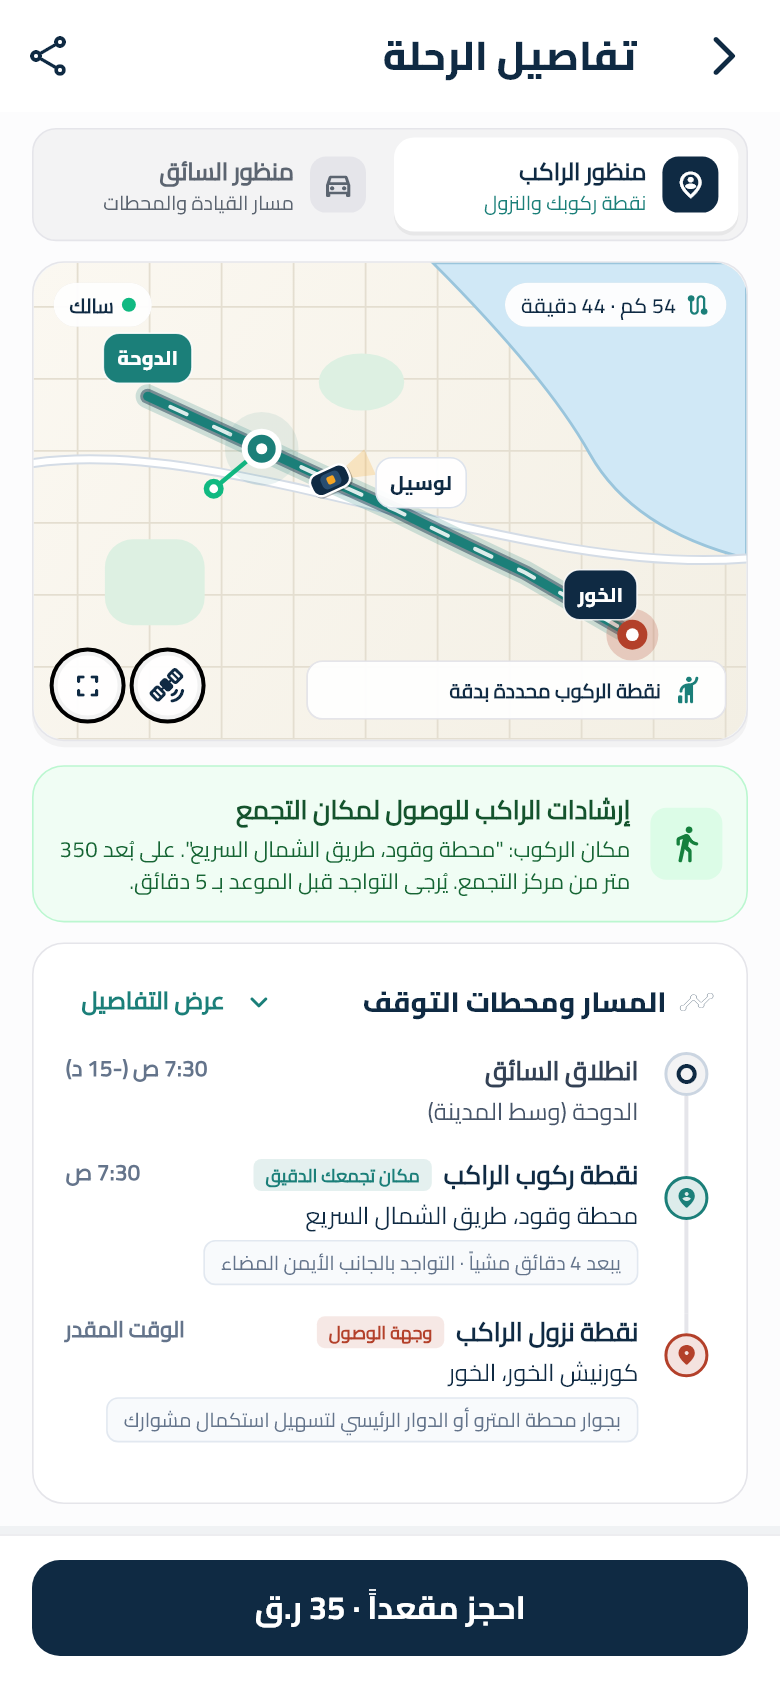 تفاصيل الرحلة
منظور الراكب
نقطة ركوبك والنزول
منظور السائق
مسار القيادة والمحطات
54 كم · 44 دقيقة
سالك
الدوحة
لوسيل
الخور
نقطة الركوب محددة بدقة
إرشادات الراكب للوصول لمكان التجمع
مكان الركوب: "محطة وقود، طريق الشمال السريع". على بُعد 350
متر من مركز التجمع. يُرجى التواجد قبل الموعد بـ 5 دقائق.
المسار ومحطات التوقف
عرض التفاصيل
انطلاق السائق
7:30 ص (-15 د)
الدوحة (وسط المدينة)
نقطة ركوب الراكب
مكان تجمعك الدقيق
7:30 ص
محطة وقود، طريق الشمال السريع
يبعد 4 دقائق مشياً · التواجد بالجانب الأيمن المضاء
نقطة نزول الراكب
وجهة الوصول
الوقت المقدر
كورنيش الخور، الخور
بجوار محطة المترو أو الدوار الرئيسي لتسهيل استكمال مشوارك
احجز مقعداً · 35 ر.ق